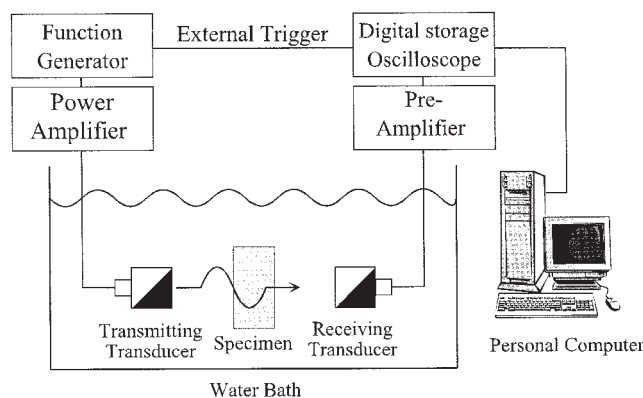 Function
Generator
External Trigger
Digital storage
Oscilloscope
Power
Amplifier
Pre-
Amplifier
Transmitting
Transducer
Specimen
Receiving
Transducer
Personal Computer
Water Bath